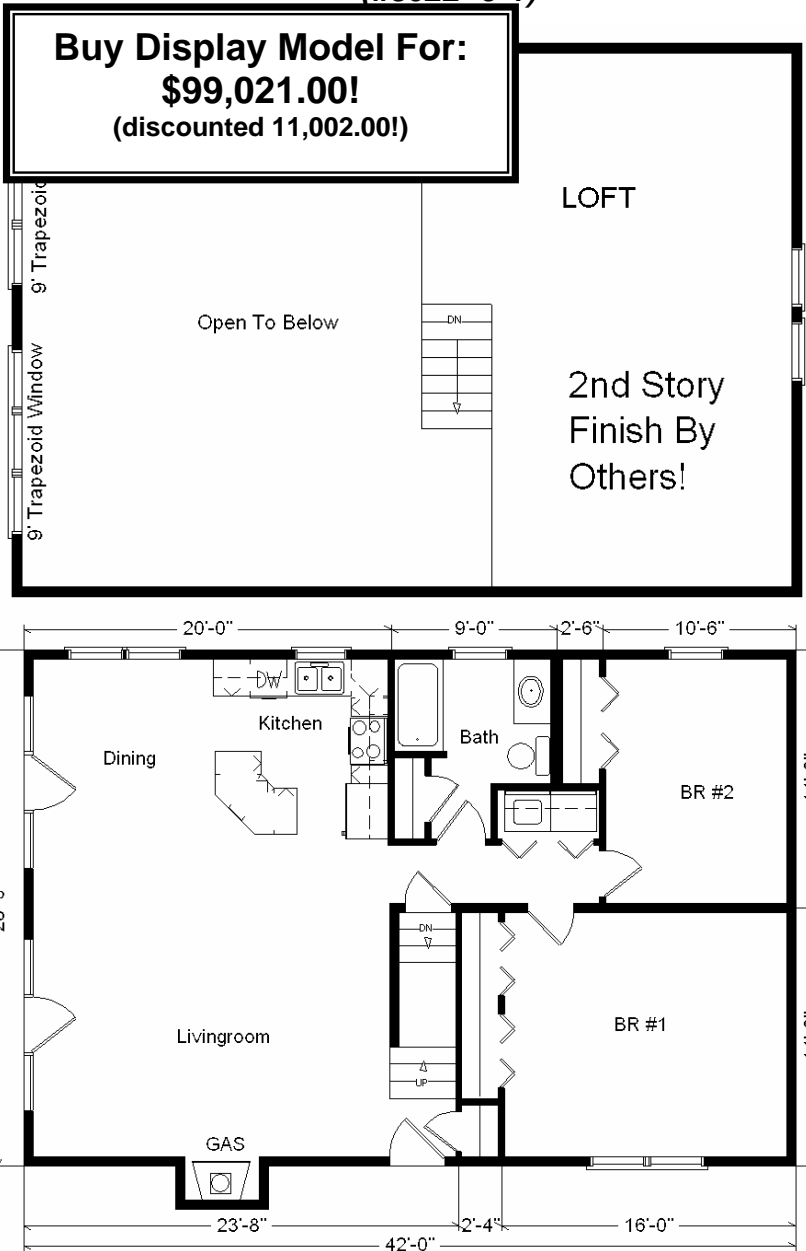 Buy Display Model For:
$99,021.00!
(discounted 11,002.00!)
LOFT
9' Trapezoid
Open To Below
DN
9' Trapezoid Window
2nd Story
Finish By
Others!
20'-0"
9'-0"
2'-6"
10'-6"
DW
Kitchen
Dining
Bath
BR #2
DN
Livingroom
BR #1
UP
GAS
23'-8"
2'-4"
16'-0"
42'-0"